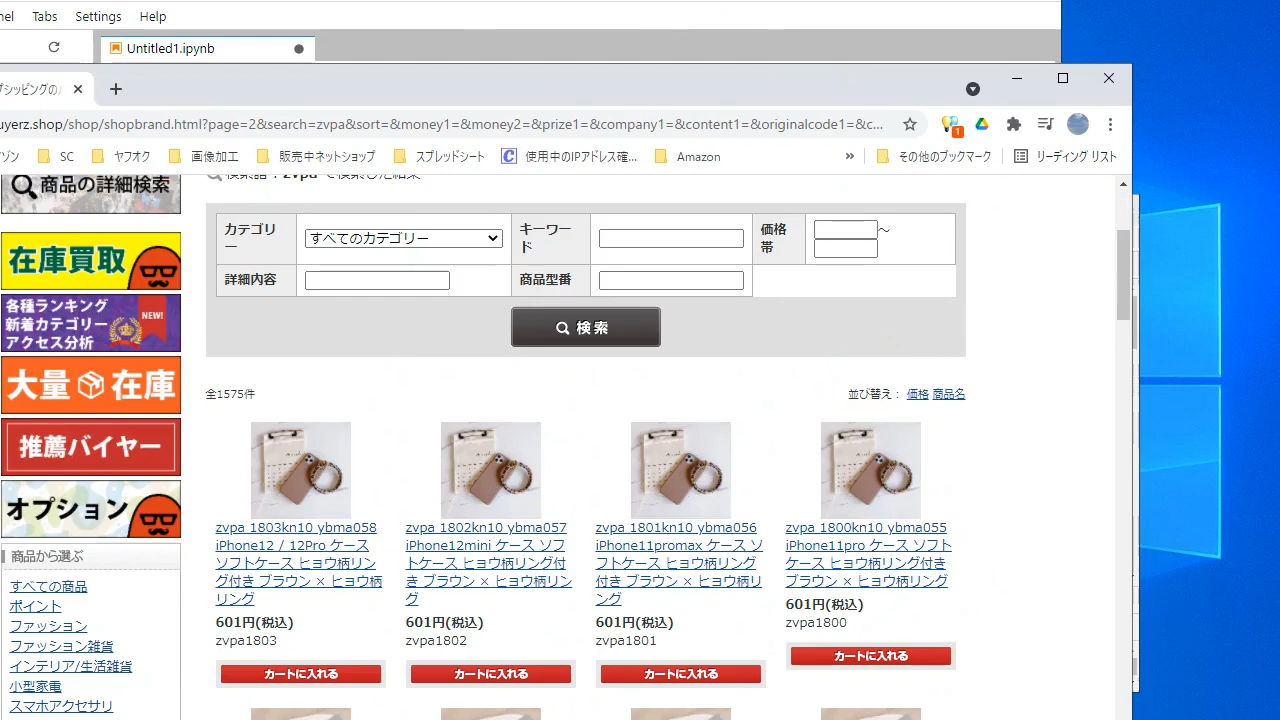 nel Tabs Settings Help
Untitled1.ipynb
プシッピングの
uyerz.shop/shop/shopbrand.html?page=2&search=zvpa&sort=&money1=&money2=&prize1=&company1=&content1=&originalcode1=&c...
1
ゾン SC ヤフオク 画像加工 販売中ネットショップ スプレッドシート 使用中のIPアドレス確... Amazon » その他のブックマーク リーディング リスト
商品の詳細検索
検索語：zvpa で検索した結果
カテゴリー すべてのカテゴリー キーワード 価格帯 ～
詳細内容 商品型番
検索
在庫買取
各種ランキング
新着カテゴリー
アクセス分析
NEW!
大量在庫
推薦バイヤー
オプション
全1575件 並び替え： 価格 商品名
zvpa 1803kn10 ybma058
iPhone12 / 12Pro ケース
ソフトケース ヒョウ柄リン
グ付き ブラウン × ヒョウ柄
リング
601円(税込)
zvpa1803
カートに入れる
zvpa 1802kn10 ybma057
iPhone12mini ケース ソフ
トケース ヒョウ柄リング付
き ブラウン × ヒョウ柄リン
グ
601円(税込)
zvpa1802
カートに入れる
zvpa 1801kn10 ybma056
iPhone11promax ケース ソ
フトケース ヒョウ柄リング
付き ブラウン × ヒョウ柄リ
ング
601円(税込)
zvpa1801
カートに入れる
zvpa 1800kn10 ybma055
iPhone11pro ケース ソフト
ケース ヒョウ柄リング付き
ブラウン × ヒョウ柄リング
601円(税込)
zvpa1800
カートに入れる
商品から選ぶ
すべての商品
ポイント
ファッション
ファッション雑貨
インテリア/生活雑貨
小型家電
スマホアクセサリ